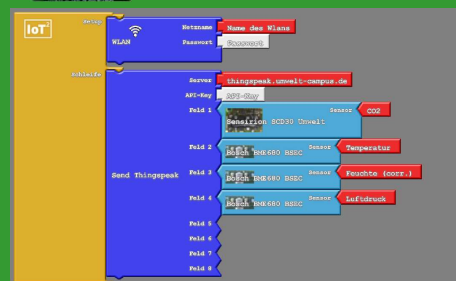 IoT²
Setup
WLAN
Netzname
Name des Wlans
Passwort
Passwort
Schleife
Send Thingspeak
Server
thingspeak.umwelt-campus.de
API-Key
API-Key
Feld 1
Sensirion SCD30 Umwelt
Sensor
CO2
Feld 2
Bosch BME680 BSEC
Sensor
Temperatur
Feld 3
Bosch BME680 BSEC
Sensor
Feuchte (corr.)
Feld 4
Bosch BME680 BSEC
Sensor
Luftdruck
Feld 5
Feld 6
Feld 7
Feld 8